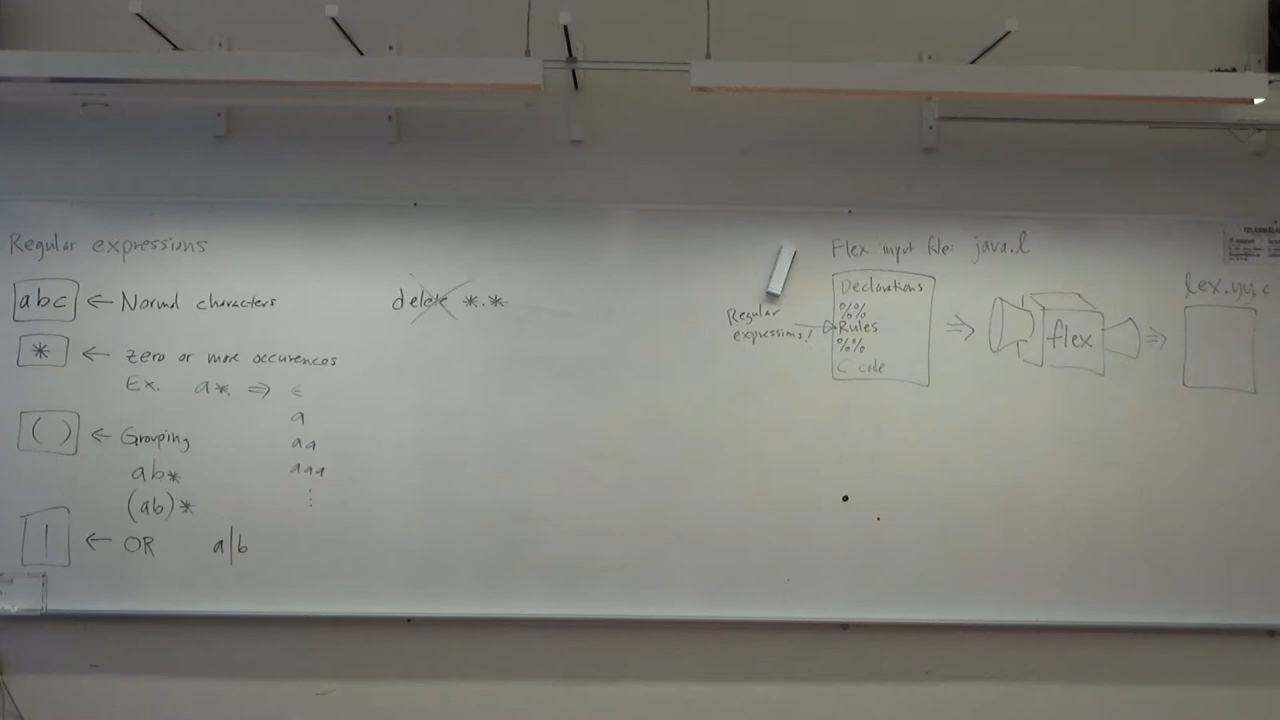 Regular expressions
abc ← Normal characters
* ← zero or more occurences
Ex. a* ⇒ ε
a
aa
aaa
⋮
( ) ← Grouping
ab*
(ab)*
| ← OR a|b
delete *.*
Flex input file: java.l
Declarations
%%
Rules
%%
C code
Regular
expressions!
⇒ flex ⇒
lex.yy.c